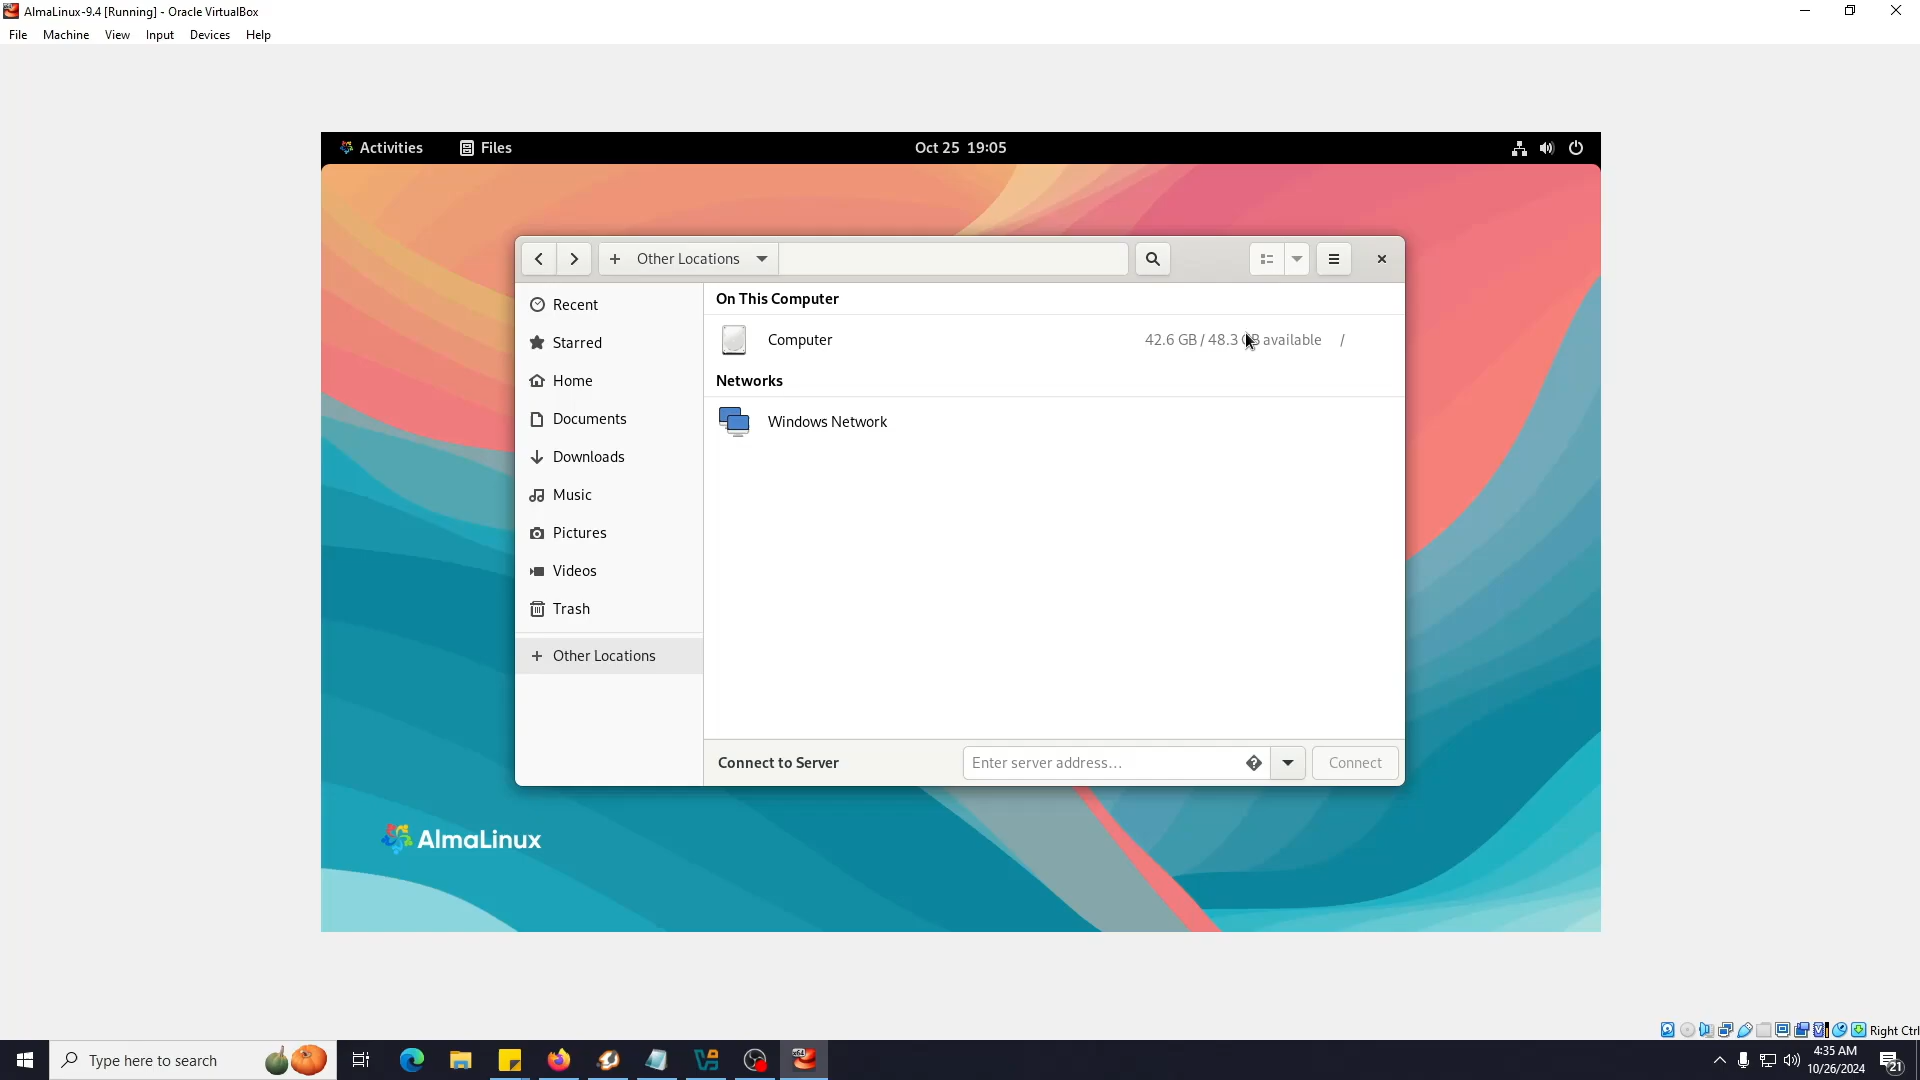 AlmaLinux-9.4 [Running] - Oracle VirtualBox
File Machine View Input Devices Help
Activities Files Oct 25 19:05
Other Locations
Recent
Starred
Home
Documents
Downloads
Music
Pictures
Videos
Trash
Other Locations
On This Computer
Computer 42.6 GB / 48.3 GB available /
Networks
Windows Network
Connect to Server Enter server address... Connect
AlmaLinux
Right Ctrl
Type here to search
4:35 AM
10/26/2024
21